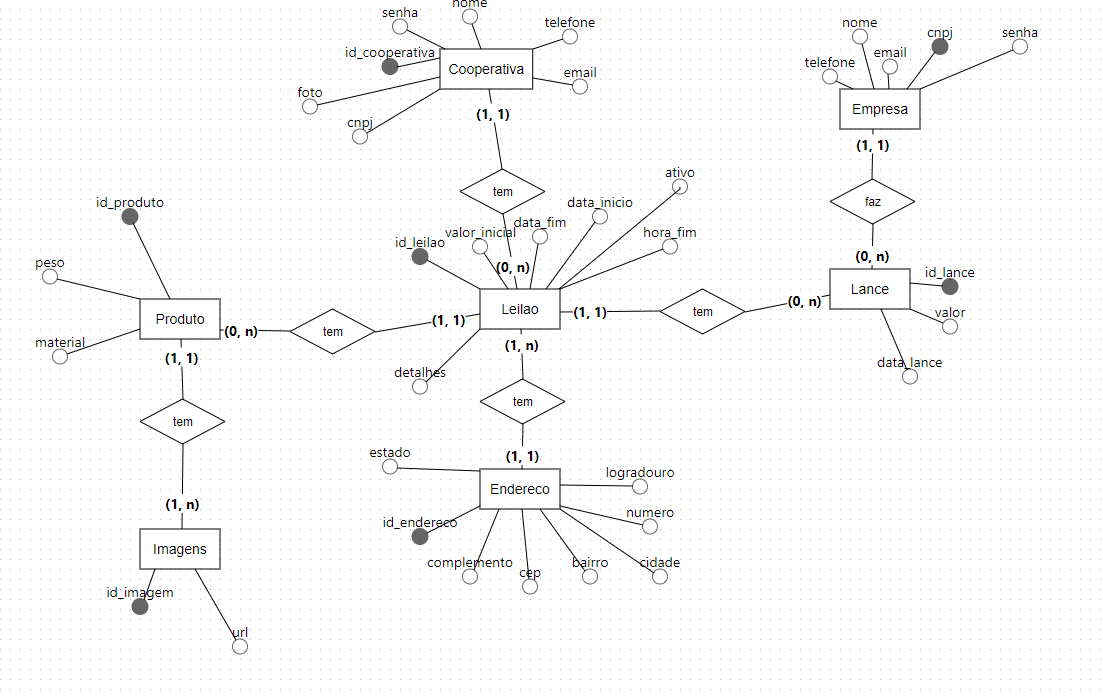 nome
senha
telefone
id_cooperativa
Cooperativa
email
foto
cnpj
(1, 1)
tem
nome
cnpj
senha
email
telefone
Empresa
(1, 1)
faz
(0, n)
ativo
data_inicio
data_fim
valor_inicial
hora_fim
id_leilao
(0, n)
Leilao
detalhes
id_produto
peso
Produto
material
(0, n)
tem
(1, 1)
(1, 1)
tem
(0, n)
id_lance
Lance
valor
data_lance
(1, 1)
tem
(1, n)
Imagens
id_imagem
url
(1, n)
tem
(1, 1)
estado
logradouro
Endereco
numero
id_endereco
complemento
cep
bairro
cidade